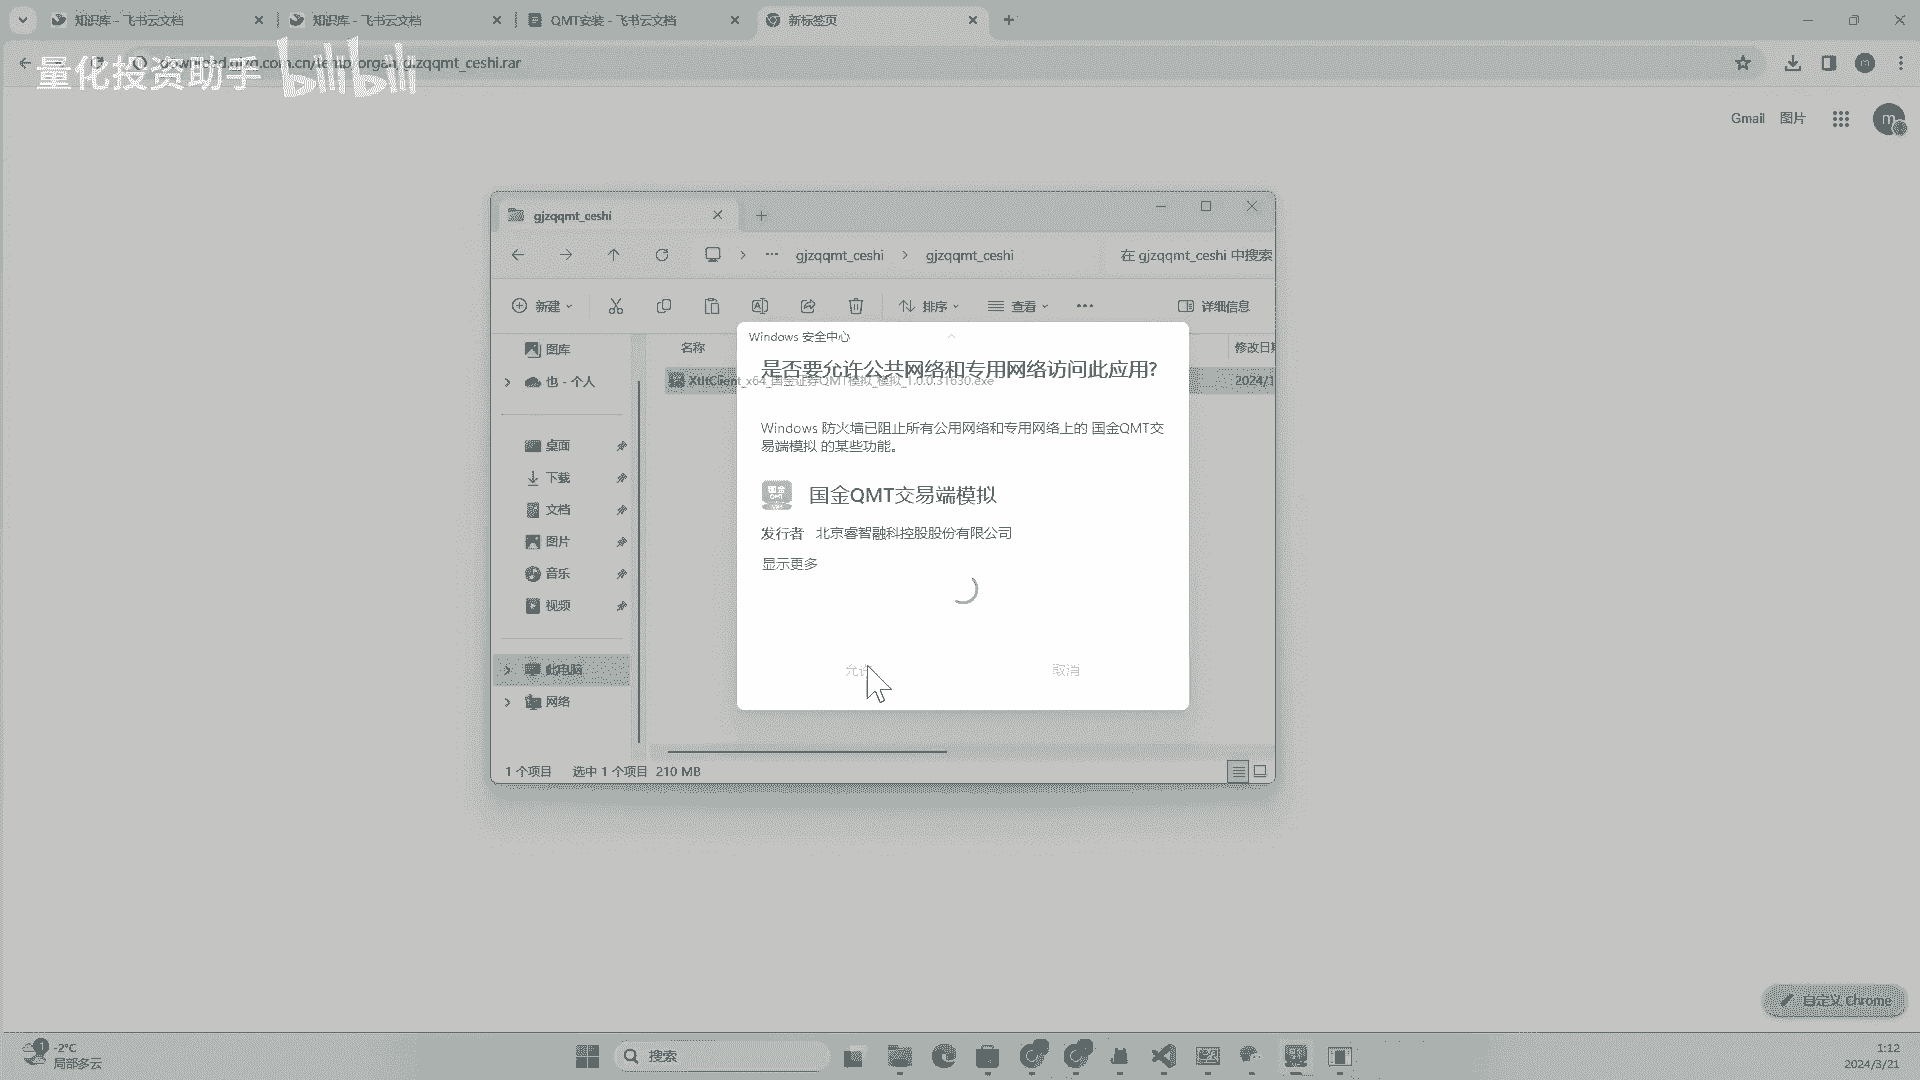 知识库 - 飞书云文档
知识库 - 飞书云文档
QMT安装 - 飞书云文档
新标签页
量化投资助手 bilibili
.com.cn/temp/organ/gjzqqmt_ceshi.rar
Gmail
图片
m
gjzqqmt_ceshi
gjzqqmt_ceshi
gjzqqmt_ceshi
在 gjzqqmt_ceshi 中搜索
新建
排序
查看
详细信息
名称
修改日期
图库
也 - 个人
桌面
下载
文档
图片
音乐
视频
此电脑
网络
XtItClient_x64_国金证券QMT模拟_模拟_1.0.0.31630.exe
2024/1
Windows 安全中心
是否要允许公共网络和专用网络访问此应用?
Windows 防火墙已阻止所有公用网络和专用网络上的 国金QMT交
易端模拟 的某些功能。
国金QMT交易端模拟
发行者 北京睿智融科控股股份有限公司
显示更多
取消
1 个项目
选中 1 个项目 210 MB
自定义 Chrome
1
-2°C
局部多云
搜索
1:12
2024/3/21